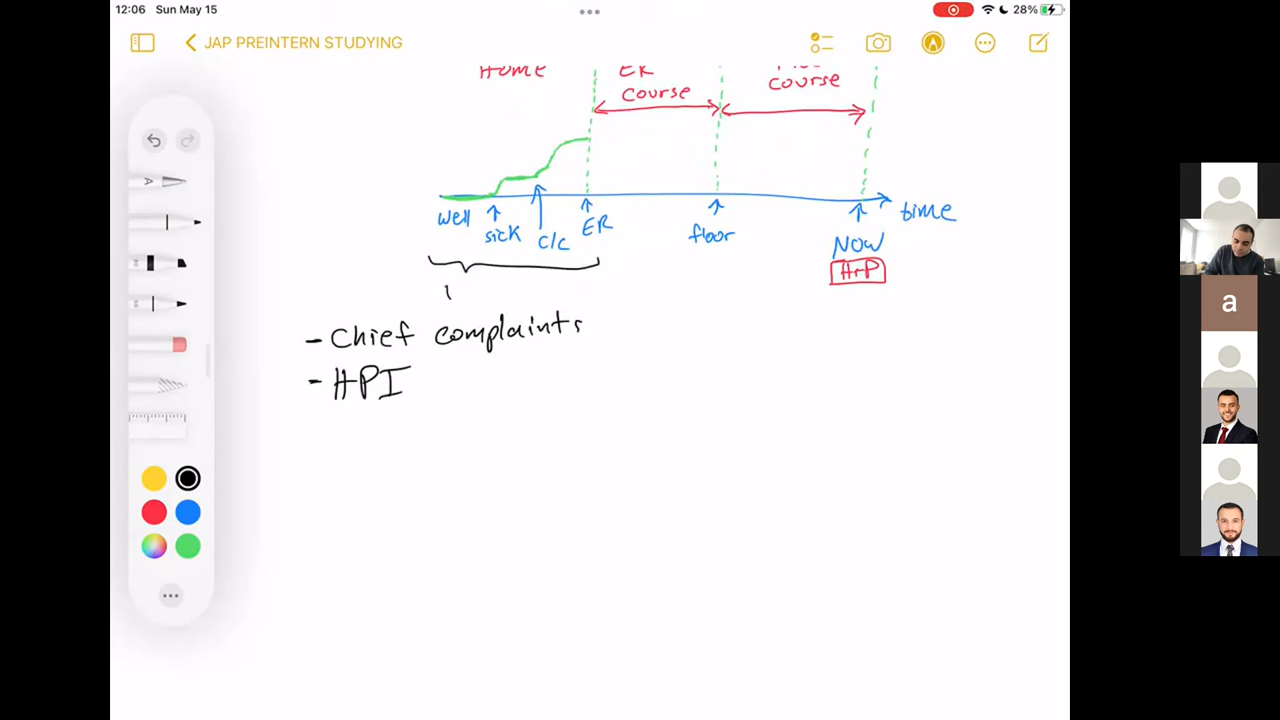 12:06 Sun May 15
28%
JAP PREINTERN STUDYING
Home
ER
course
course
well
sick
c/c
ER
floor
NOW
H+P
time
- Chief complaints
- HPI
A
a